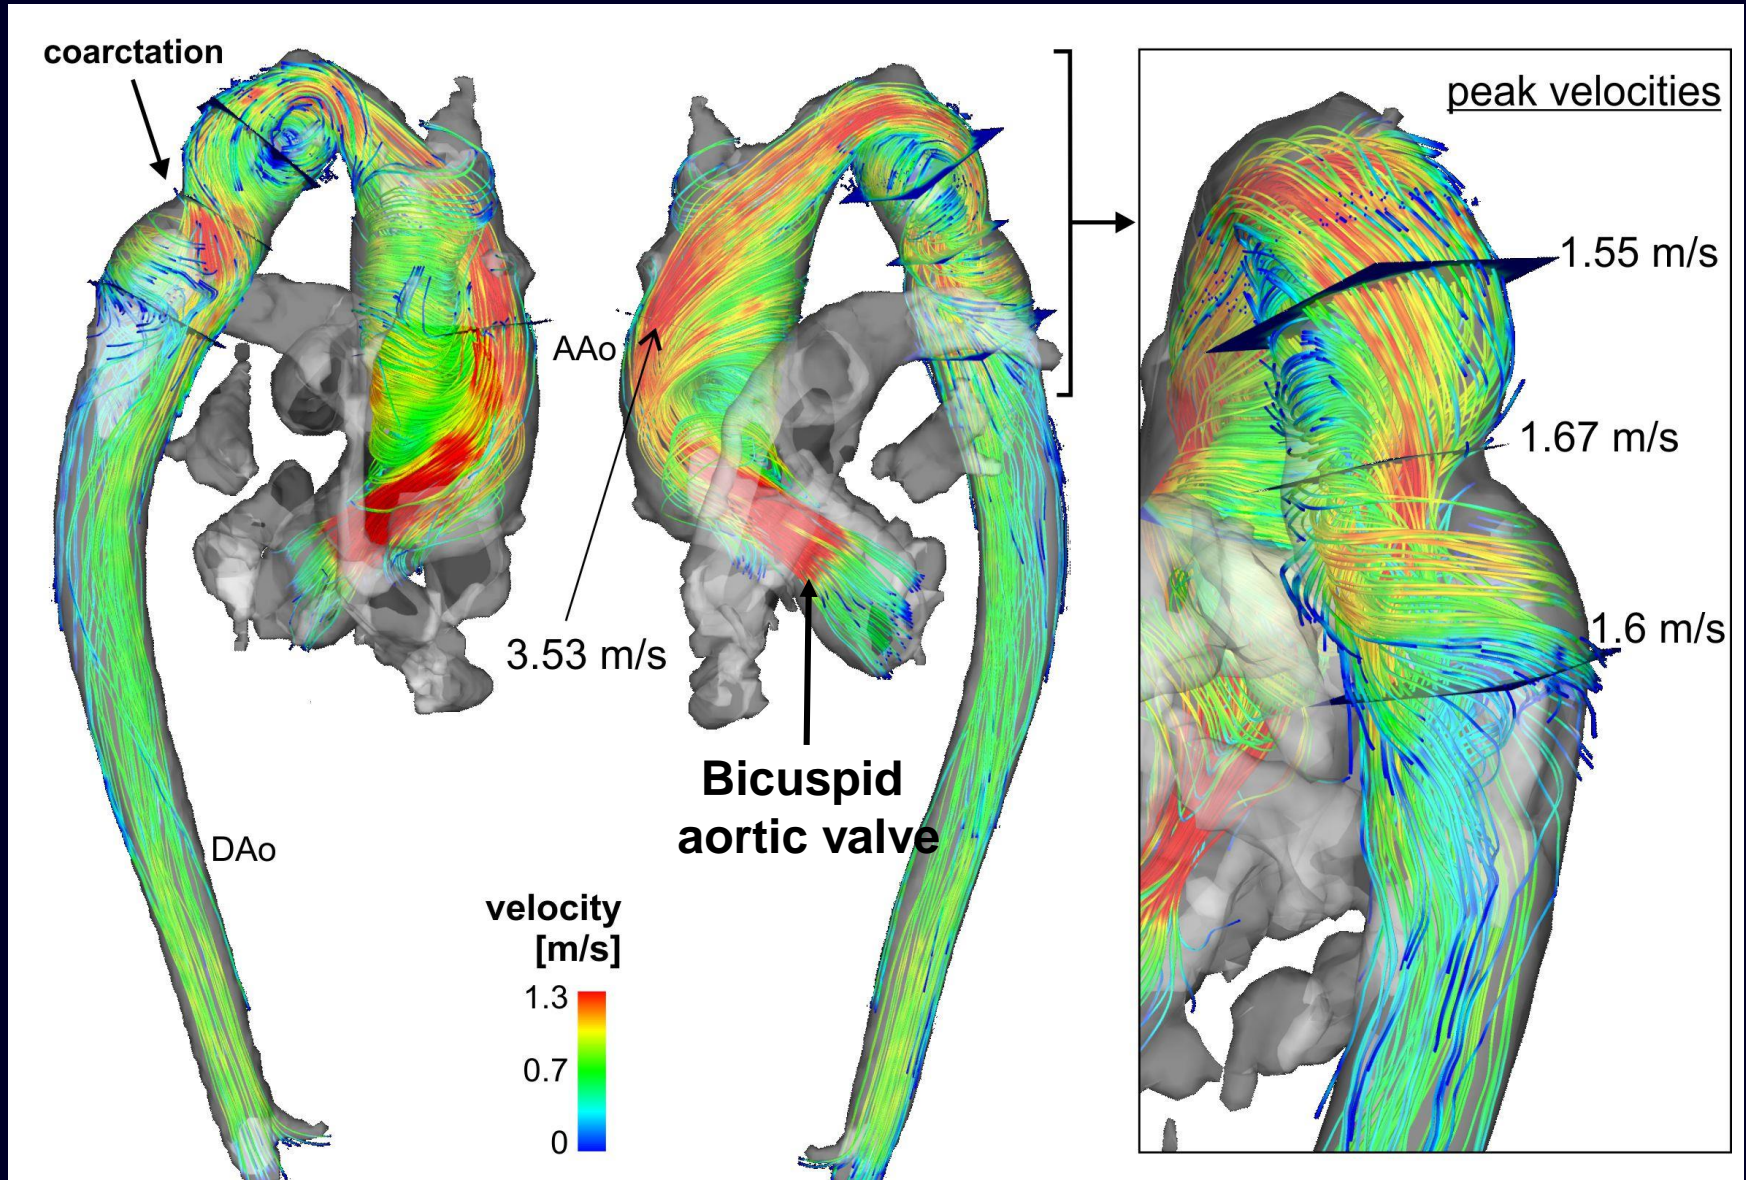 coarctation
AAo
3.53 m/s
Bicuspid
aortic valve
DAo
velocity
[m/s]
1.3
0.7
0
peak velocities
1.55 m/s
1.67 m/s
1.6 m/s